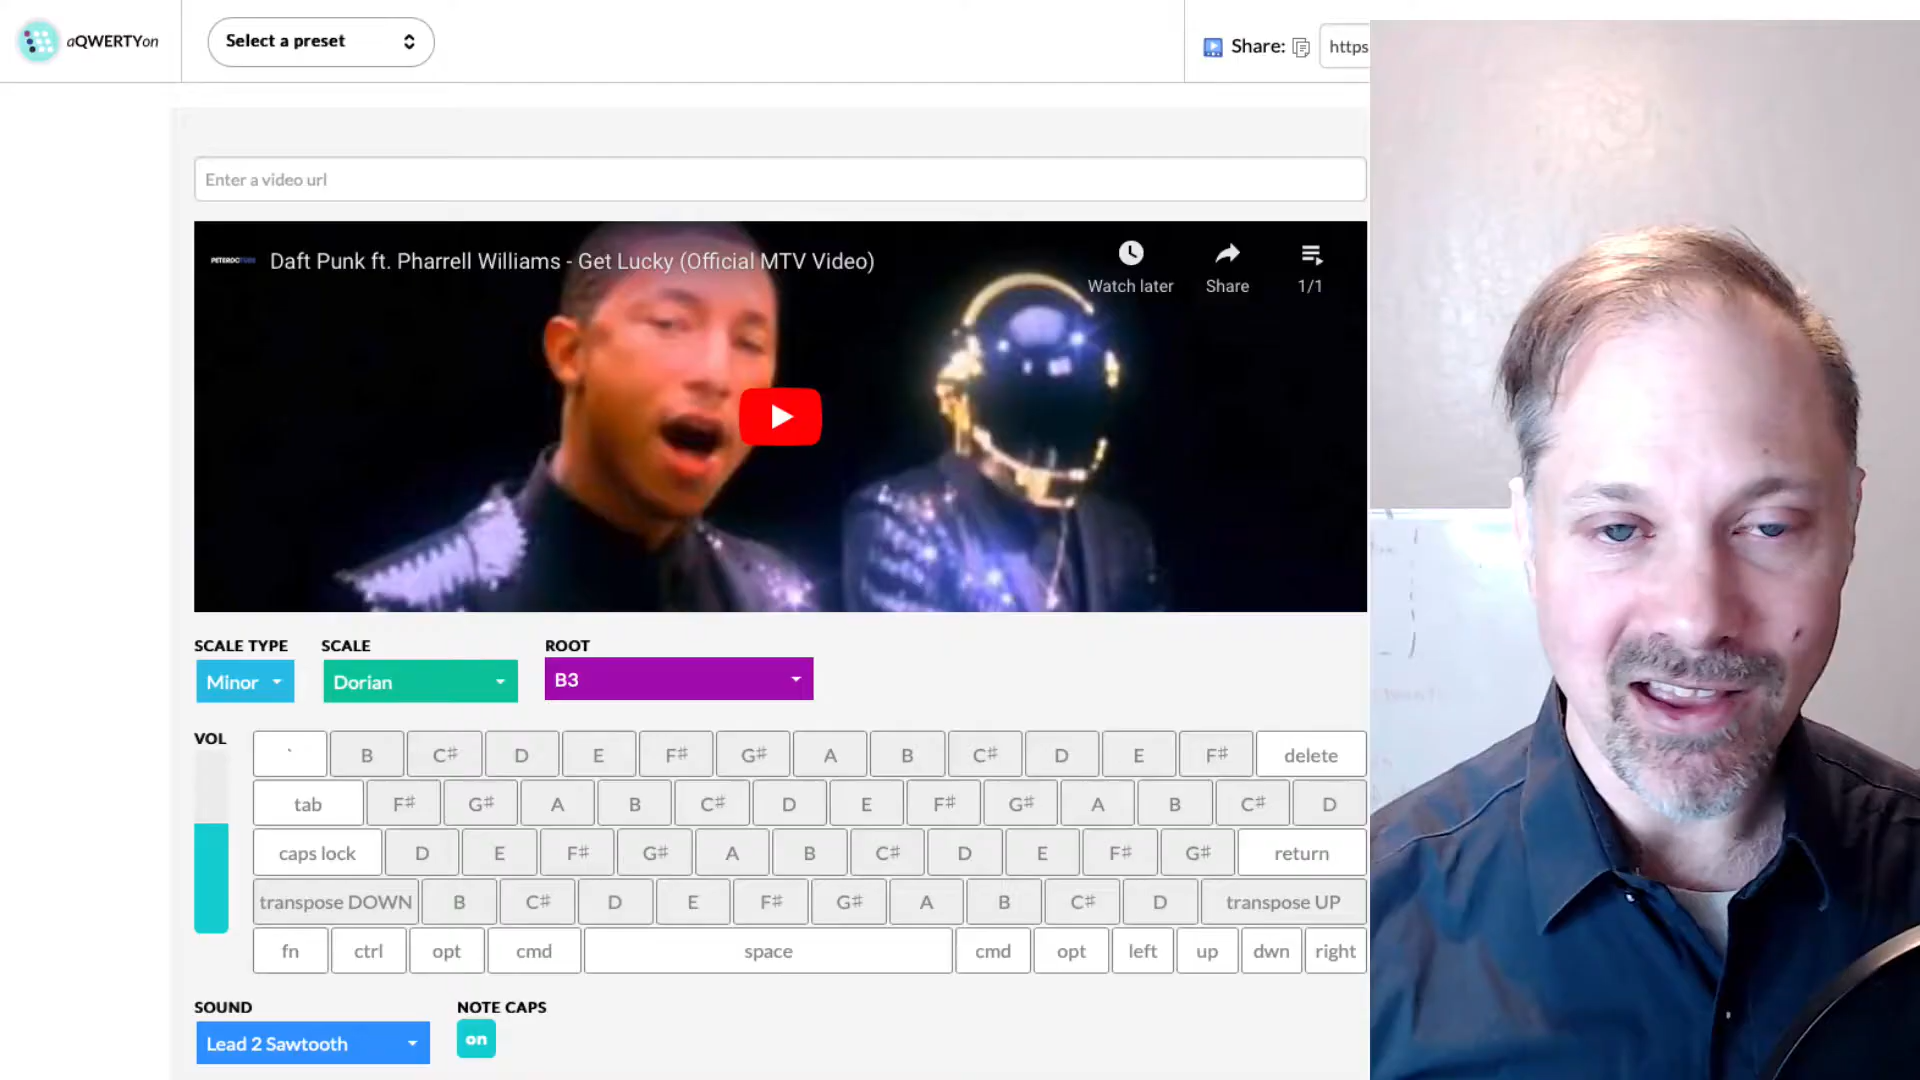 aQWERTYon
Select a preset
Share:
https
Enter a video url
Daft Punk ft. Pharrell Williams - Get Lucky (Official MTV Video)
Watch later
Share
1/1
SCALE TYPE
SCALE
ROOT
Minor
Dorian
B3
VOL
` B C♯ D E F♯ G♯ A B C♯ D E F♯ delete
tab F♯ G♯ A B C♯ D E F♯ G♯ A B C♯ D
caps lock D E F♯ G♯ A B C♯ D E F♯ G♯ return
transpose DOWN B C♯ D E F♯ G♯ A B C♯ D transpose UP
fn ctrl opt cmd space cmd opt left up dwn right
SOUND
NOTE CAPS
Lead 2 Sawtooth
on